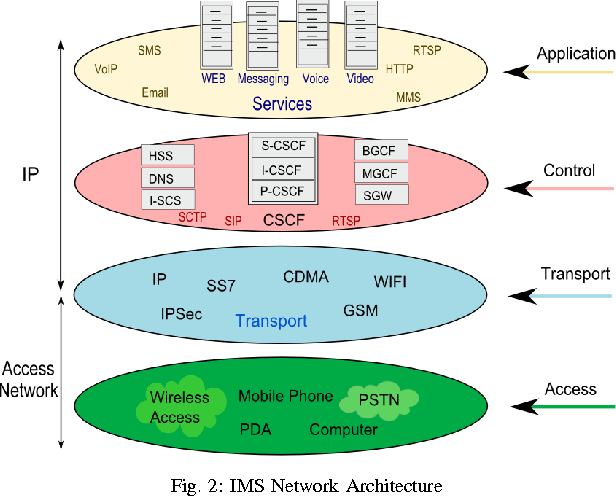 SMS
RTSP
VoIP
WEB
Messaging
Voice
Video
HTTP
Email
Services
MMS
Application
IP
HSS
DNS
I-SCS
S-CSCF
I-CSCF
P-CSCF
BGCF
MGCF
SGW
SCTP
SIP
CSCF
RTSP
Control
IP
SS7
CDMA
WIFI
IPSec
Transport
GSM
Transport
Access
Network
Wireless
Access
Mobile Phone
PSTN
PDA
Computer
Access
Fig. 2: IMS Network Architecture